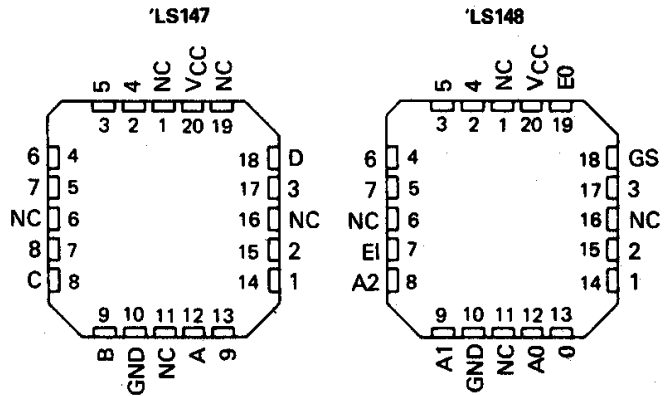 'LS147
5 4 NC VCC NC
3 2 1 20 19
6 4 18 D
7 5 17 3
NC 6 16 NC
8 7 15 2
C 8 14 1
9 10 11 12 13
B GND NC A 9
'LS148
5 4 NC VCC E0
3 2 1 20 19
6 4 18 GS
7 5 17 3
NC 6 16 NC
EI 7 15 2
A2 8 14 1
9 10 11 12 13
A1 GND NC A0 0